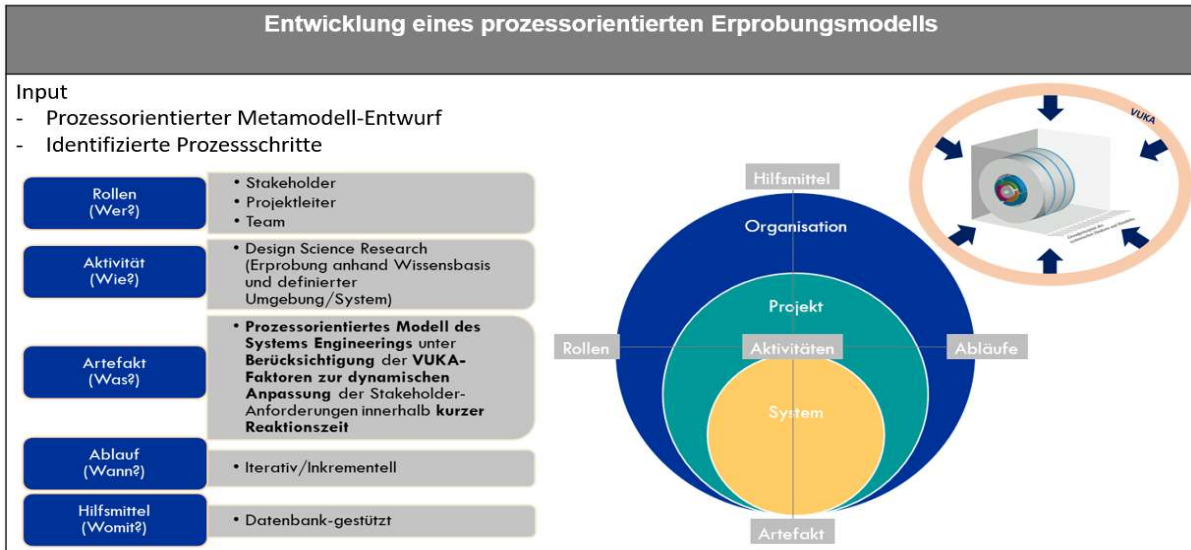 Entwicklung eines prozessorientierten Erprobungsmodells
Input
- Prozessorientierter Metamodell-Entwurf
- Identifizierte Prozessschritte
Rollen
(Wer?)
• Stakeholder
• Projektleiter
• Team
Aktivität
(Wie?)
• Design Science Research
(Erprobung anhand Wissensbasis
und definierter
Umgebung/System)
Artefakt
(Was?)
• Prozessorientiertes Modell des
Systems Engineerings unter
Berücksichtigung der VUKA-
Faktoren zur dynamischen
Anpassung der Stakeholder-
Anforderungen innerhalb kurzer
Reaktionszeit
Ablauf
(Wann?)
• Iterativ/Inkrementell
Hilfsmittel
(Womit?)
• Datenbank-gestützt
Hilfsmittel
Organisation
Projekt
Rollen
Aktivitäten
Abläufe
System
Artefakt
VUKA